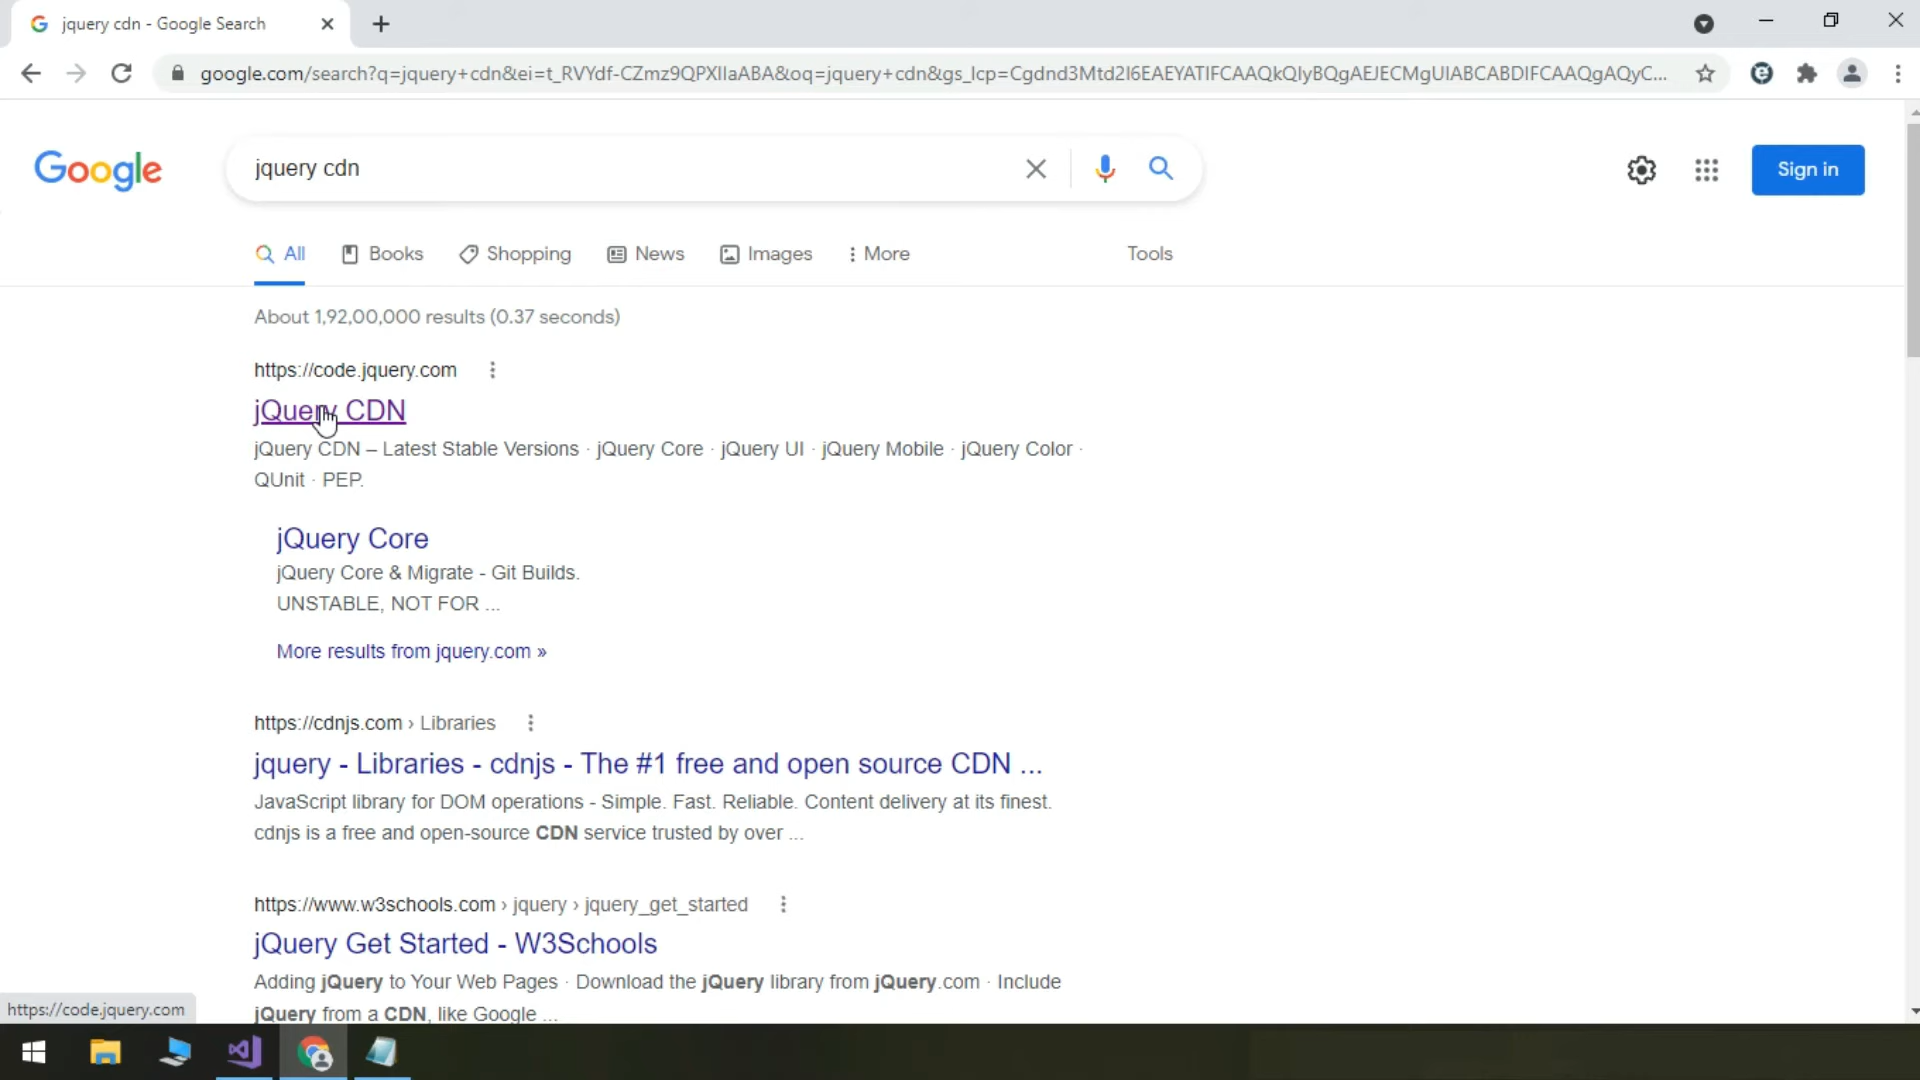 jquery cdn - Google Search
google.com/search?q=jquery+cdn&ei=t_RVYdf-CZmz9QPXIIaABA&oq=jquery+cdn&gs_lcp=Cgdnd3Mtd2l6EAEYATIFCAAQkQIyBQgAEJECMgUIABCABDIFCAAQgAQyC...
Google
jquery cdn
Sign in
All Books Shopping News Images More Tools
About 1,92,00,000 results (0.37 seconds)
https://code.jquery.com
jQuery CDN
jQuery CDN – Latest Stable Versions · jQuery Core · jQuery UI · jQuery Mobile · jQuery Color ·
QUnit · PEP.
jQuery Core
jQuery Core & Migrate - Git Builds.
UNSTABLE, NOT FOR ...
More results from jquery.com »
https://cdnjs.com › Libraries
jquery - Libraries - cdnjs - The #1 free and open source CDN ...
JavaScript library for DOM operations - Simple. Fast. Reliable. Content delivery at its finest.
cdnjs is a free and open-source CDN service trusted by over ...
https://www.w3schools.com › jquery › jquery_get_started
jQuery Get Started - W3Schools
Adding jQuery to Your Web Pages · Download the jQuery library from jQuery.com · Include
jQuery from a CDN, like Google ...
https://code.jquery.com